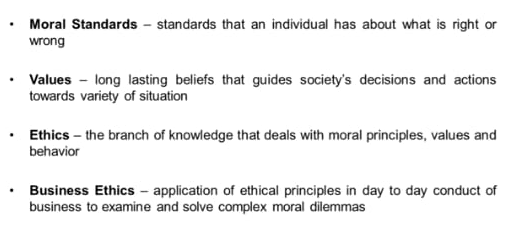 • Moral Standards – standards that an individual has about what is right or
wrong
• Values – long lasting beliefs that guides society's decisions and actions
towards variety of situation
• Ethics – the branch of knowledge that deals with moral principles, values and
behavior
• Business Ethics – application of ethical principles in day to day conduct of
business to examine and solve complex moral dilemmas